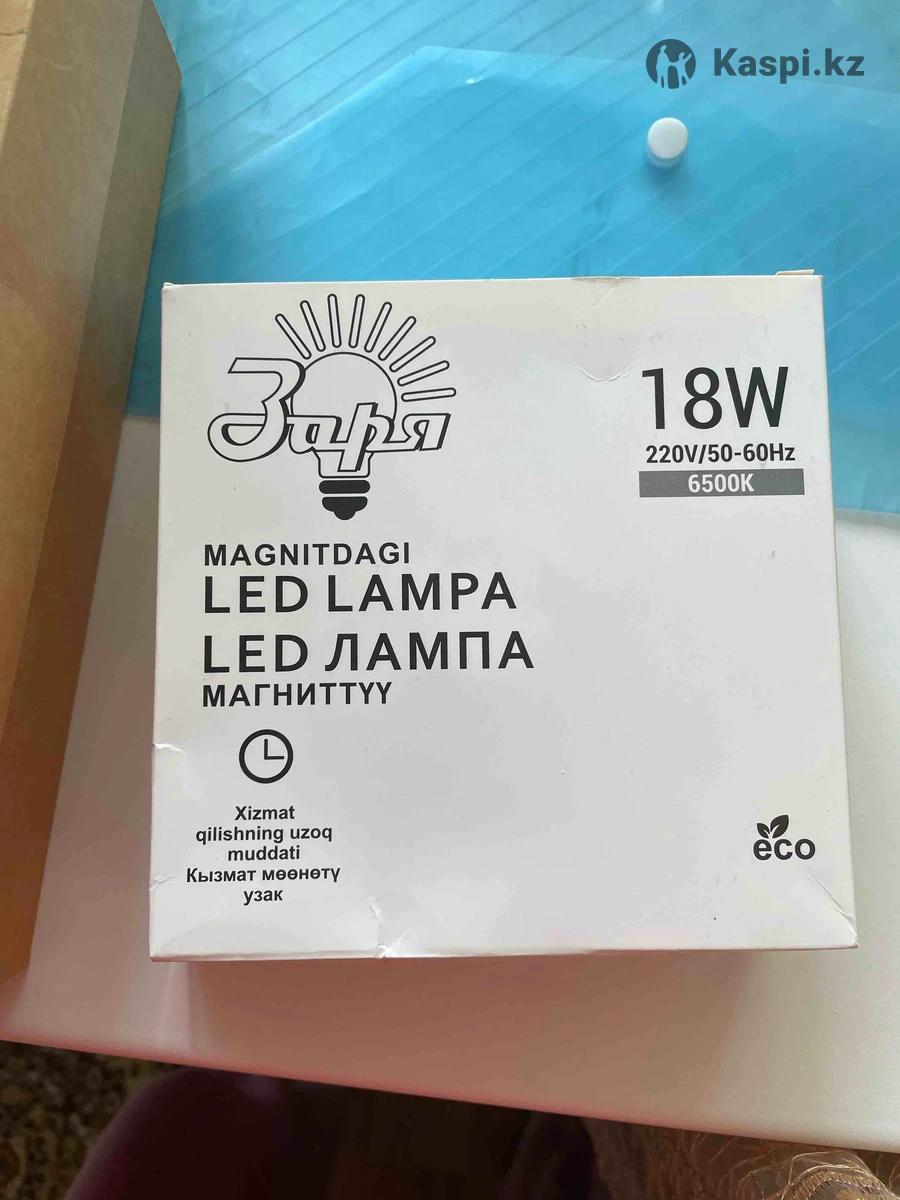 Kaspi.kz
Заря
18W
220V/50-60Hz
6500K
MAGNITDAGI
LED LAMPA
LED ЛАМПА
МАГНИТТҮҮ
Xizmat
qilishning uzoq
muddati
Кызмат мөөнөтү
узак
eco